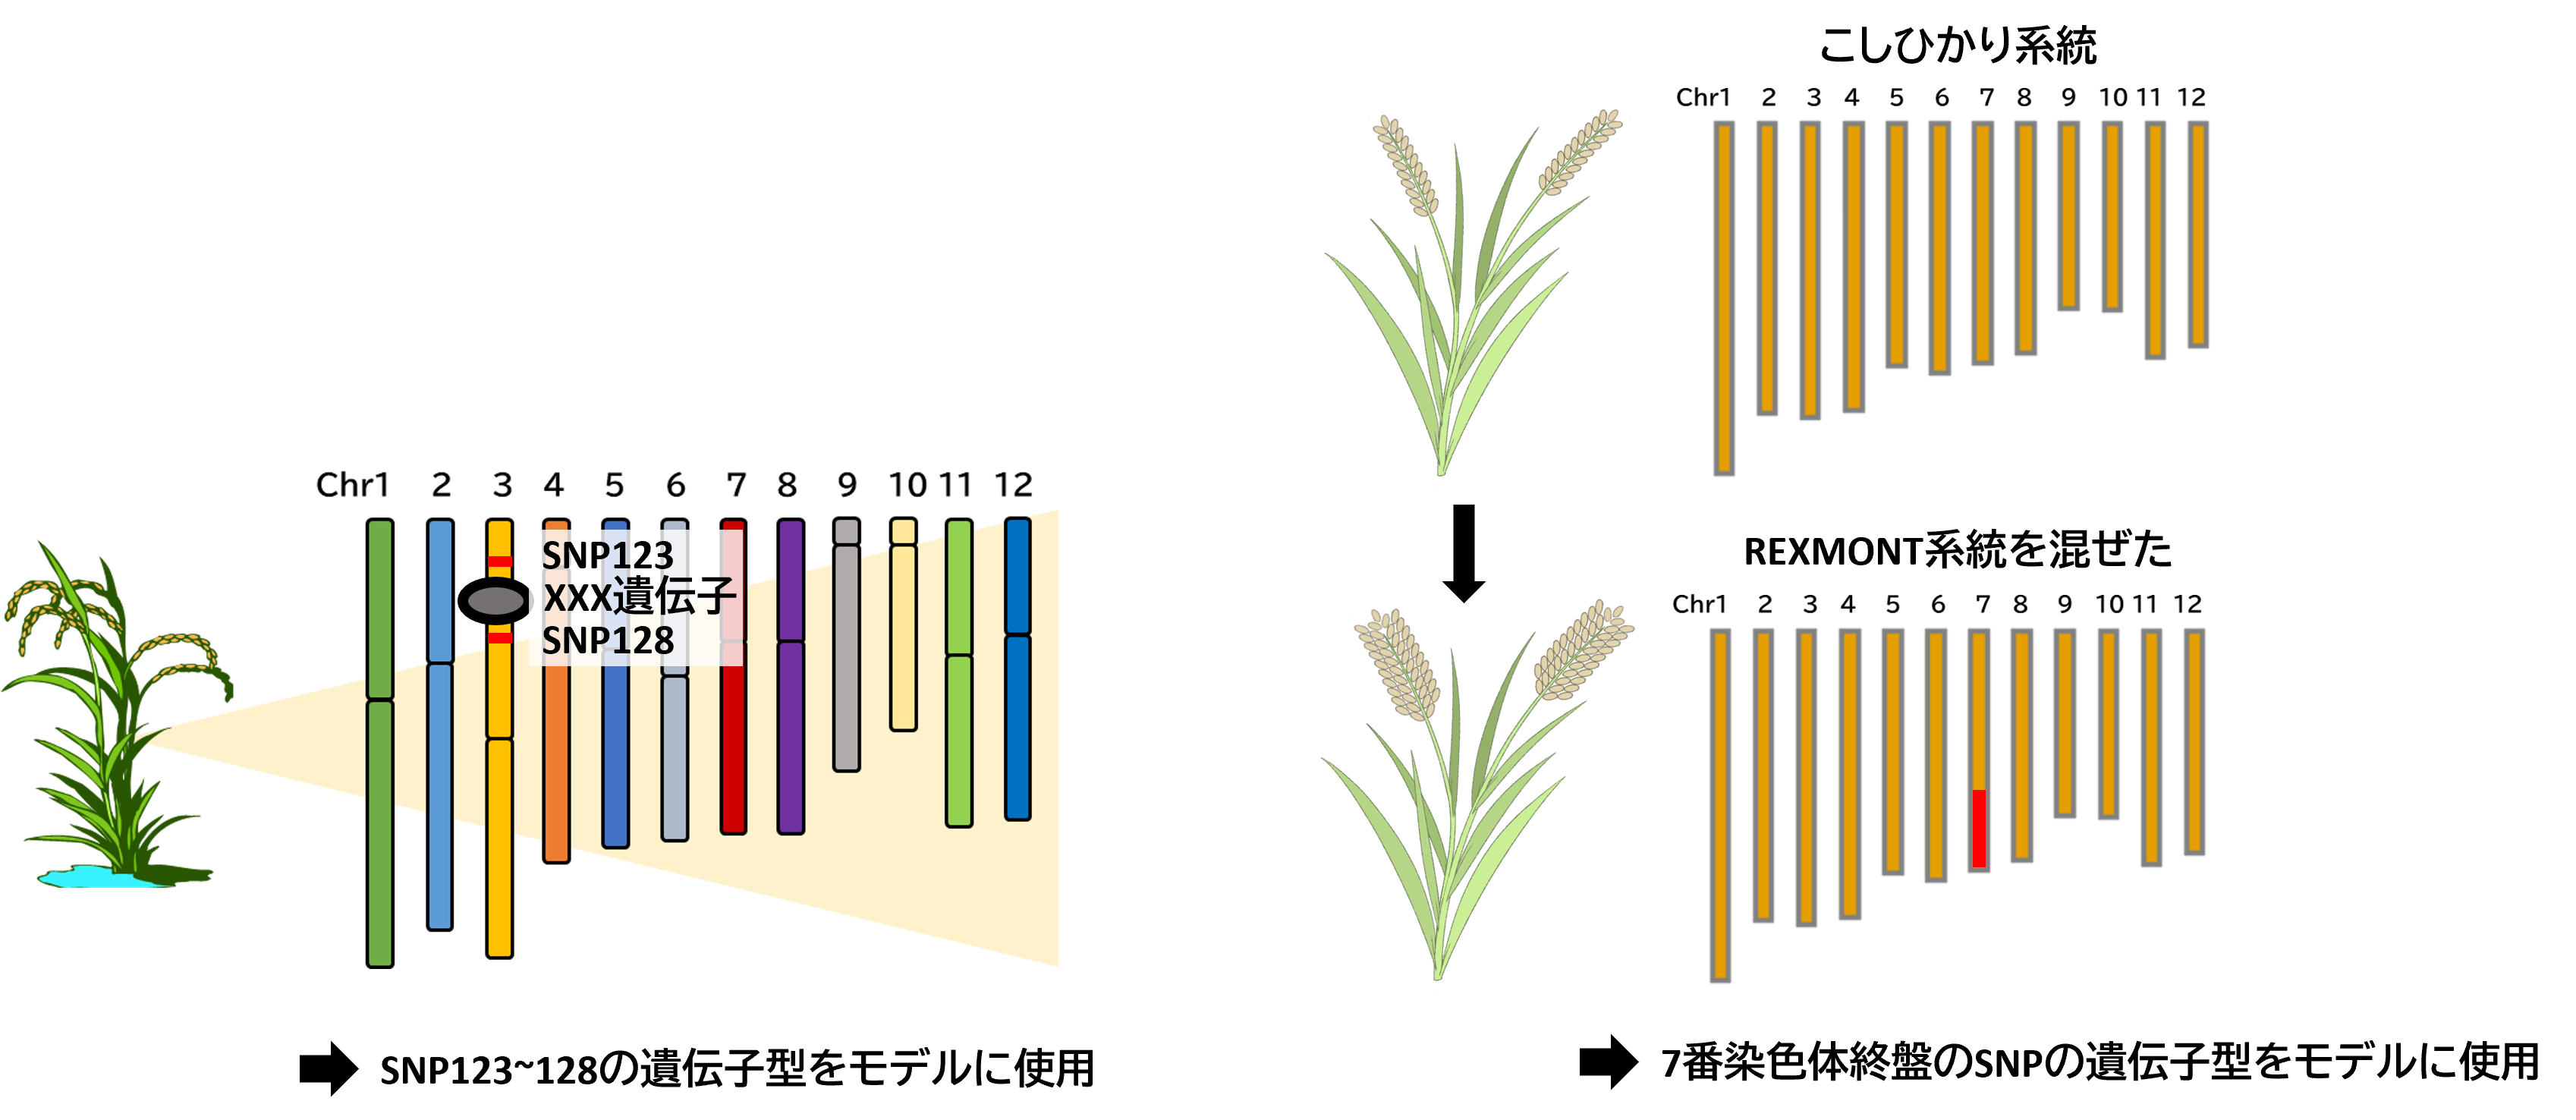 Chr1 2 3 4 5 6 7 8 9 10 11 12
SNP123
XXX遺伝子
SNP128
SNP123~128の遺伝子型をモデルに使用
こしひかり系統
Chr1 2 3 4 5 6 7 8 9 10 11 12
REXMONT系統を混ぜた
Chr1 2 3 4 5 6 7 8 9 10 11 12
7番染色体終盤のSNPの遺伝子型をモデルに使用